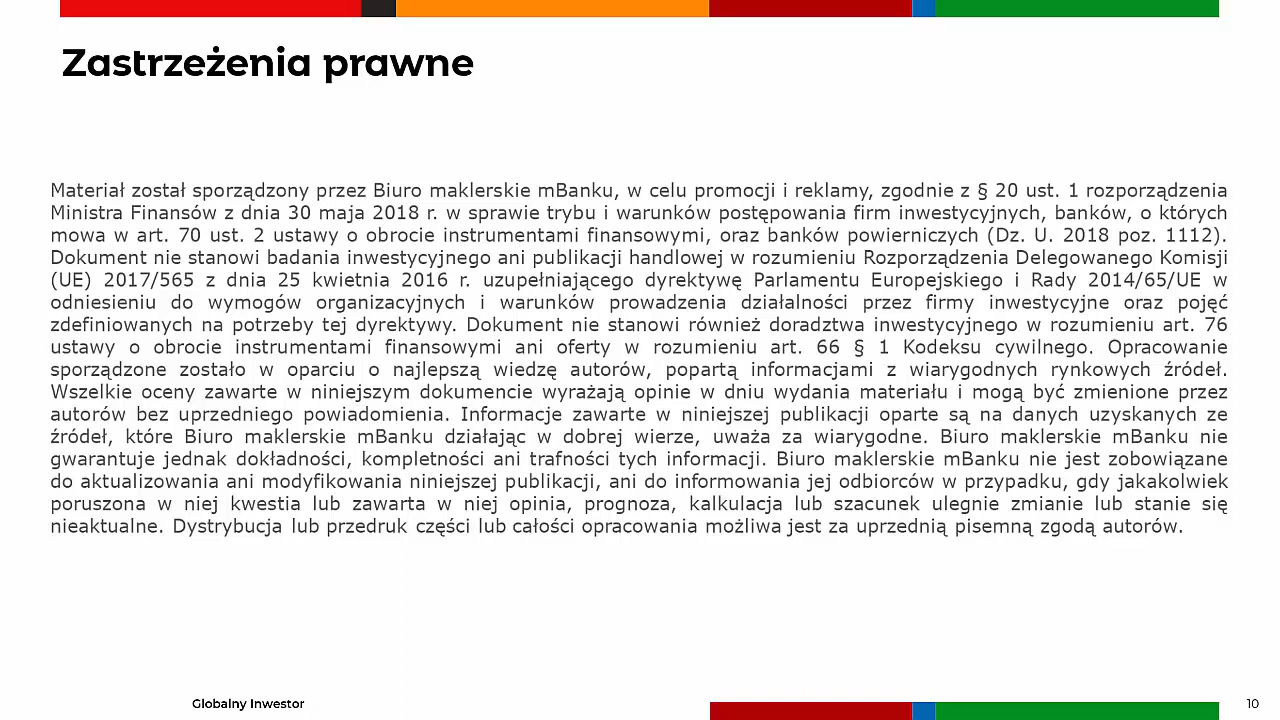 Zastrzeżenia prawne
Materiał został sporządzony przez Biuro maklerskie mBanku, w celu promocji i reklamy, zgodnie z § 20 ust. 1 rozporządzenia
Ministra Finansów z dnia 30 maja 2018 r. w sprawie trybu i warunków postępowania firm inwestycyjnych, banków, o których
mowa w art. 70 ust. 2 ustawy o obrocie instrumentami finansowymi, oraz banków powierniczych (Dz. U. 2018 poz. 1112).
Dokument nie stanowi badania inwestycyjnego ani publikacji handlowej w rozumieniu Rozporządzenia Delegowanego Komisji
(UE) 2017/565 z dnia 25 kwietnia 2016 r. uzupełniającego dyrektywę Parlamentu Europejskiego i Rady 2014/65/UE w
odniesieniu do wymogów organizacyjnych i warunków prowadzenia działalności przez firmy inwestycyjne oraz pojęć
zdefiniowanych na potrzeby tej dyrektywy. Dokument nie stanowi również doradztwa inwestycyjnego w rozumieniu art. 76
ustawy o obrocie instrumentami finansowymi ani oferty w rozumieniu art. 66 § 1 Kodeksu cywilnego. Opracowanie
sporządzone zostało w oparciu o najlepszą wiedzę autorów, popartą informacjami z wiarygodnych rynkowych źródeł.
Wszelkie oceny zawarte w niniejszym dokumencie wyrażają opinie w dniu wydania materiału i mogą być zmienione przez
autorów bez uprzedniego powiadomienia. Informacje zawarte w niniejszej publikacji oparte są na danych uzyskanych ze
źródeł, które Biuro maklerskie mBanku działając w dobrej wierze, uważa za wiarygodne. Biuro maklerskie mBanku nie
gwarantuje jednak dokładności, kompletności ani trafności tych informacji. Biuro maklerskie mBanku nie jest zobowiązane
do aktualizowania ani modyfikowania niniejszej publikacji, ani do informowania jej odbiorców w przypadku, gdy jakakolwiek
poruszona w niej kwestia lub zawarta w niej opinia, prognoza, kalkulacja lub szacunek ulegnie zmianie lub stanie się
nieaktualne. Dystrybucja lub przedruk części lub całości opracowania możliwa jest za uprzednią pisemną zgodą autorów.
Globalny Inwestor
10